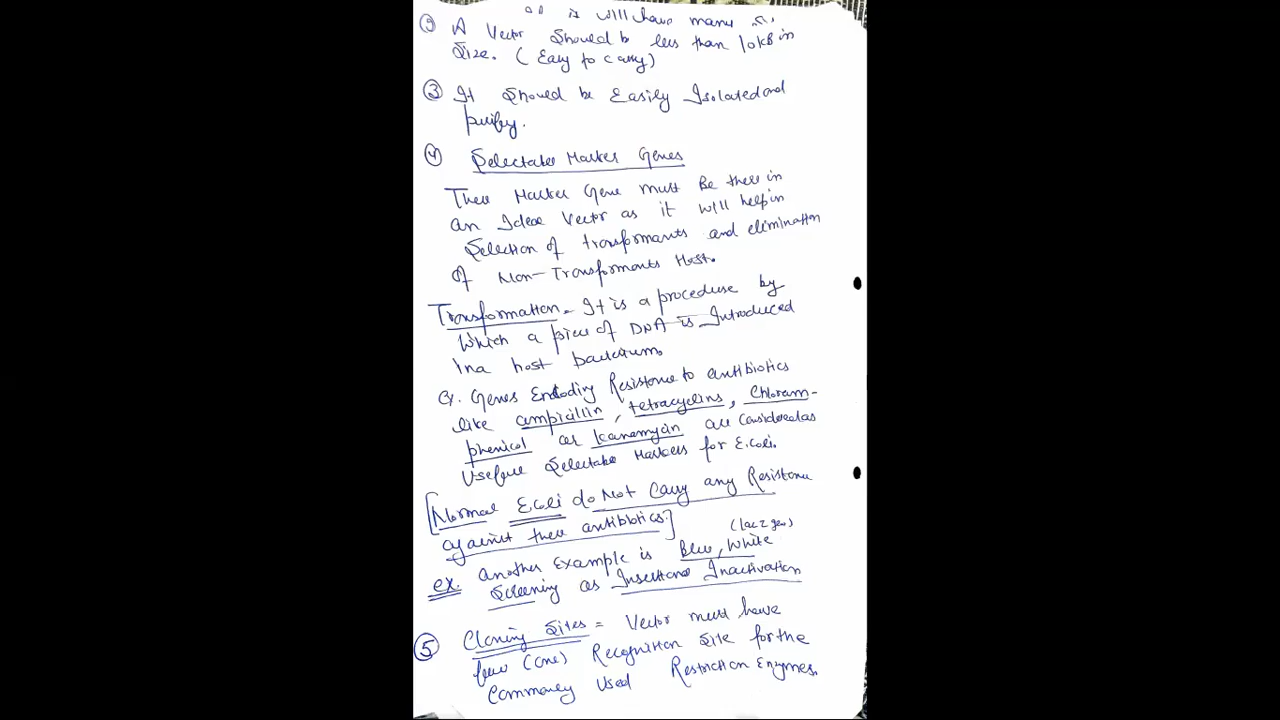 is will have many
② A Vector Should be less than 10KB in
Size. (Easy to carry)
③ It Should be Easily Isolated and
purify.
④ Selectable Marker Genes
These Marker Gene must Be there in
an Ideal Vector as it will help in
Selection of transformants and elimination
of Non-Transformants Host.
Transformation - It is a procedure by
Which a piece of DNA is Introduced
In a host bacterium.
Genes Encoding Resistance to antibiotics
like ampicillin, tetracyclins, Chloram-
phenicol or kanamycin are Considered as
Useful Selectable Markers for E.coli.
[Normal E.Coli do Not Carry any Resistance
against these antibiotics.]
(lac z gene)
ex. Another Example is Blue, White
Screening or Insertional Inactivation
⑤ Cloning Sites = Vector must have
few (one) Recognition Site for the
Commonly Used Restriction Enzymes.